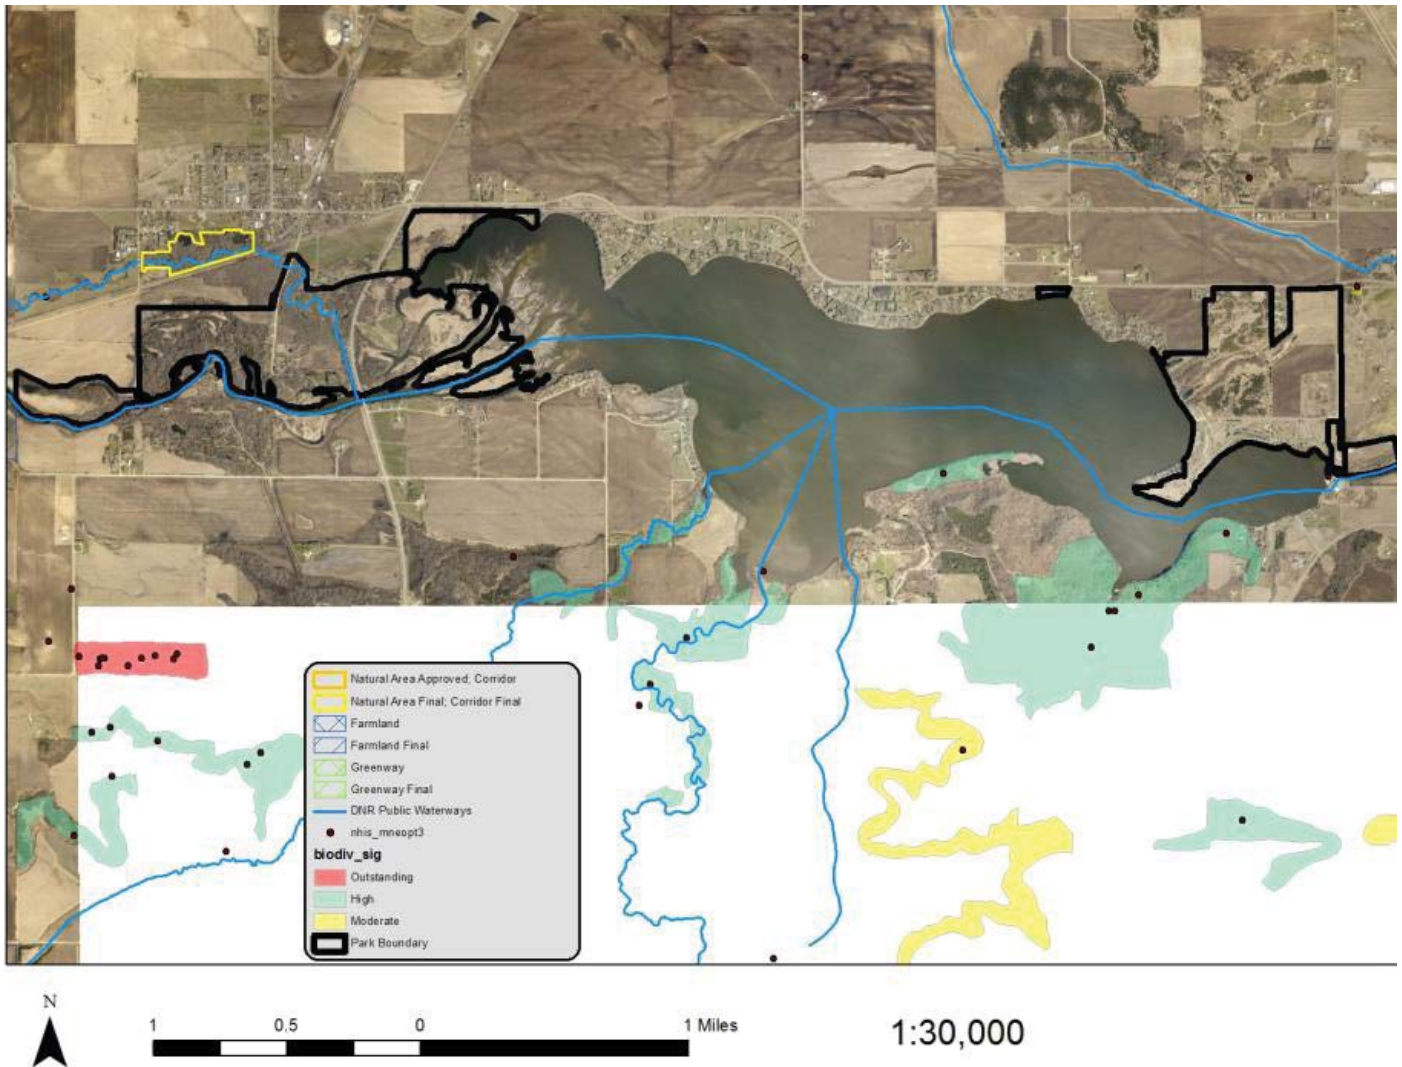 Natural Area Approved; Corridor
Natural Area Final; Corridor Final
Farmland
Farmland Final
Greenway
Greenway Final
DNR Public Waterways
nhis_mneopt3
biodiv_sig
Outstanding
High
Moderate
Park Boundary
N
1 0.5 0 1 Miles
1:30,000